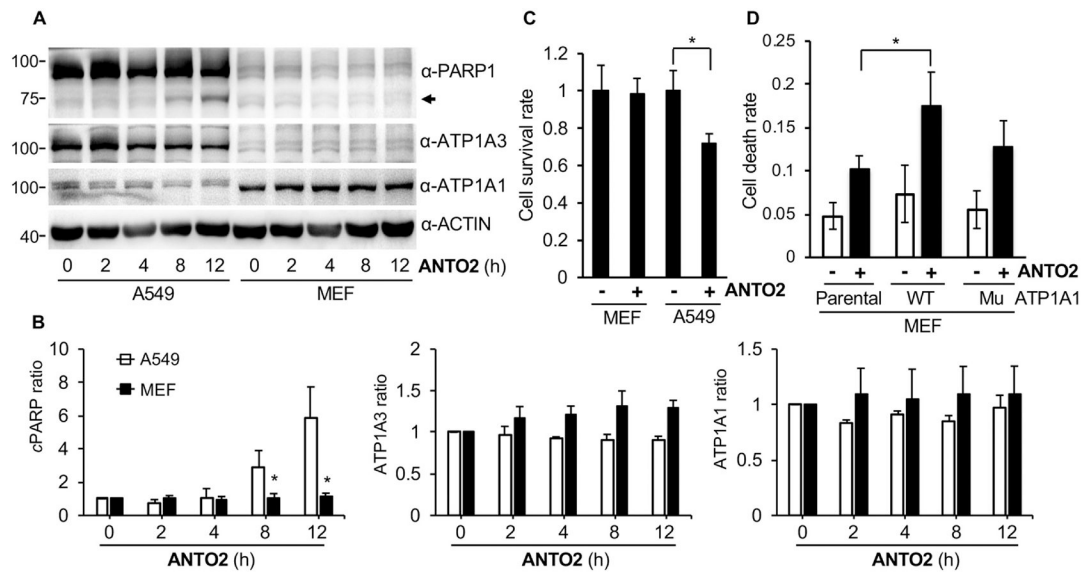 A
100-
75-
α-PARP1
100-
α-ATP1A3
100-
α-ATP1A1
40-
α-ACTIN
0 2 4 8 12 0 2 4 8 12 ANTO2 (h)
A549 MEF
C
Cell survival rate
1.2
1
0.8
0.6
0.4
0.2
0
*
- + - + ANTO2
MEF A549
D
Cell death rate
0.25
0.2
0.15
0.1
0.05
0
*
- + - + - + ANTO2
Parental WT Mu ATP1A1
MEF
B
cPARP ratio
10
8
6
4
2
0
A549
MEF
* *
0 2 4 8 12
ANTO2 (h)
ATP1A3 ratio
2
1.5
1
0.5
0
0 2 4 8 12
ANTO2 (h)
ATP1A1 ratio
1.5
1
0.5
0
0 2 4 8 12
ANTO2 (h)